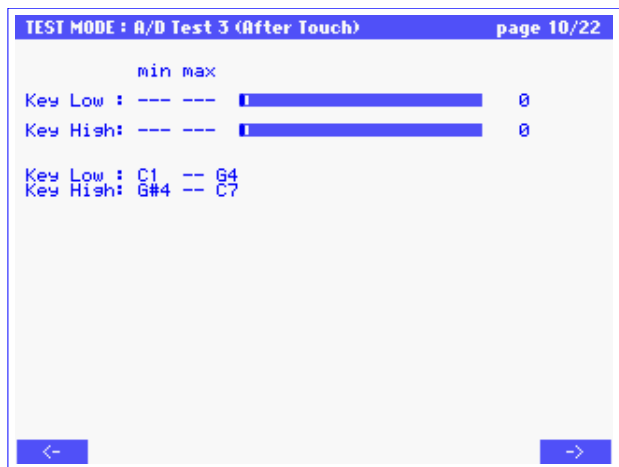 TEST MODE : A/D Test 3 (After Touch) page 10/22
min max
Key Low : --- --- 0
Key High: --- --- 0
Key Low : C1 -- G4
Key High: G#4 -- C7
<- ->